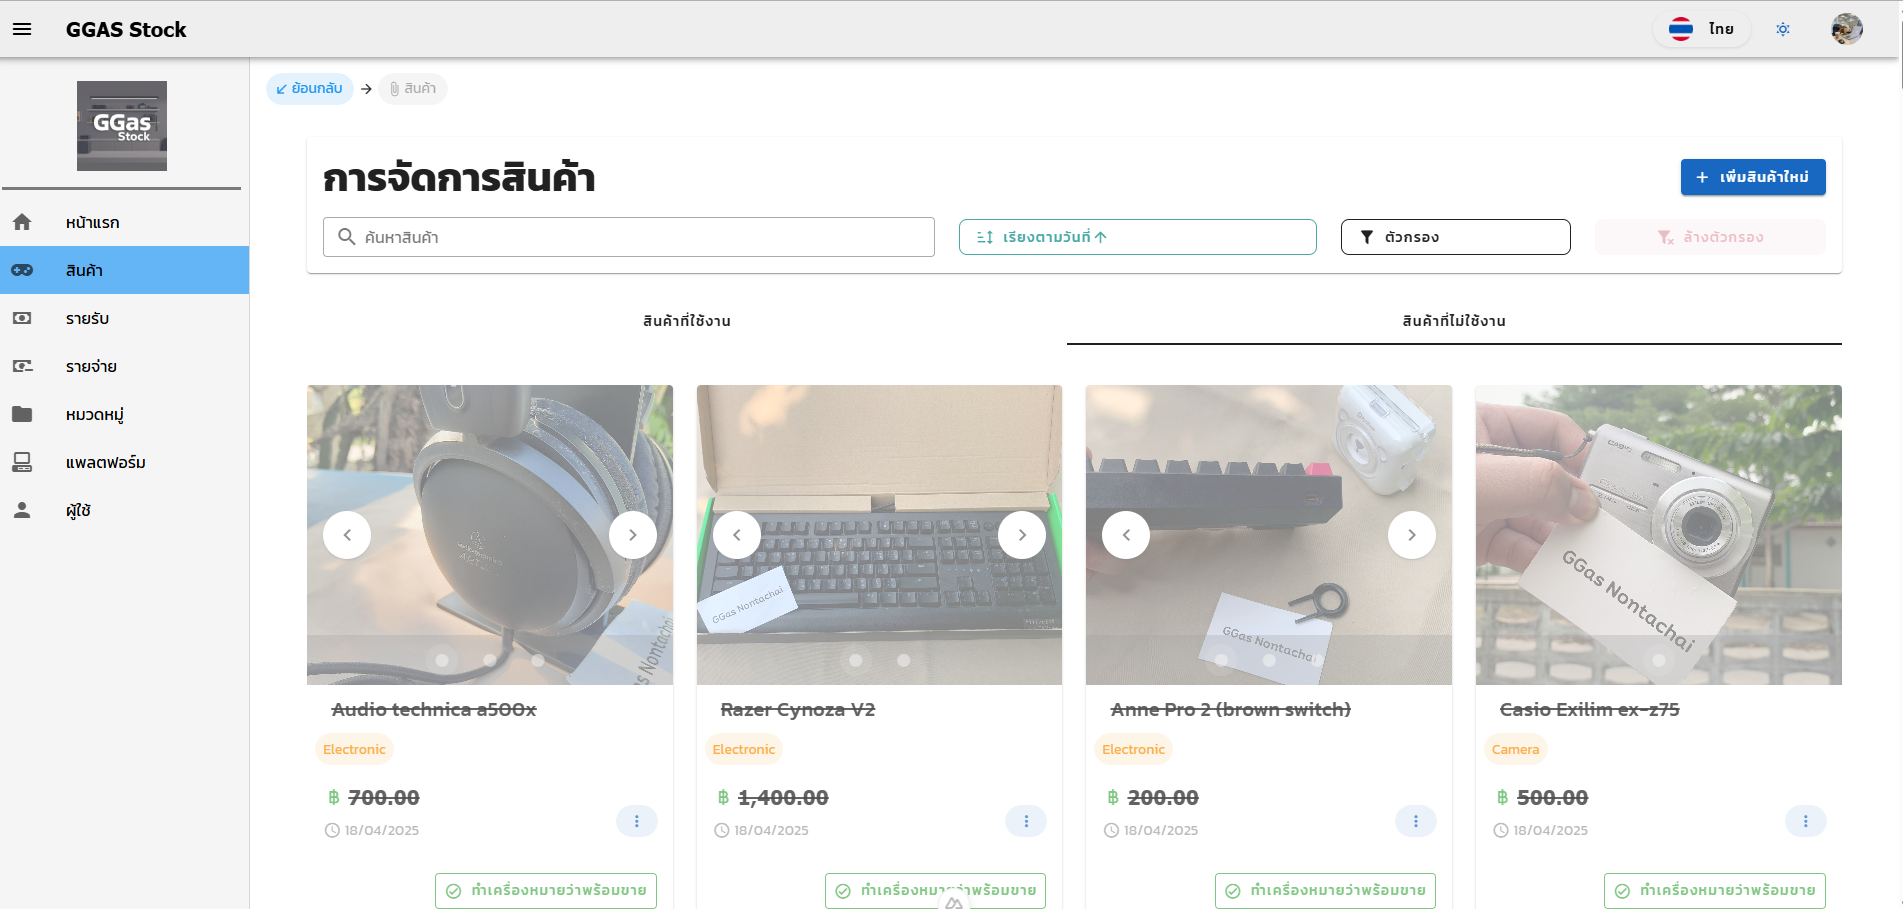 GGAS Stock
ไทย
GGas
Stock
ย้อนกลับ
สินค้า
หน้าแรก
สินค้า
รายรับ
รายจ่าย
หมวดหมู่
แพลตฟอร์ม
ผู้ใช้
การจัดการสินค้า
เพิ่มสินค้าใหม่
ค้นหาสินค้า
เรียงตามวันที่
ตัวกรอง
ล้างตัวกรอง
สินค้าที่ใช้งาน
สินค้าที่ไม่ใช้งาน
Gas Nontachai
GGas Nontachai
GGas Nontachai
CASIO
GGas Nontachai
Audio technica a500x
Electronic
฿ 700.00
18/04/2025
ทำเครื่องหมายว่าพร้อมขาย
Razer Cynoza V2
Electronic
฿ 1,400.00
18/04/2025
ทำเครื่องหมายว่าพร้อมขาย
Anne Pro 2 (brown switch)
Electronic
฿ 200.00
18/04/2025
ทำเครื่องหมายว่าพร้อมขาย
Casio Exilim ex-z75
Camera
฿ 500.00
18/04/2025
ทำเครื่องหมายว่าพร้อมขาย